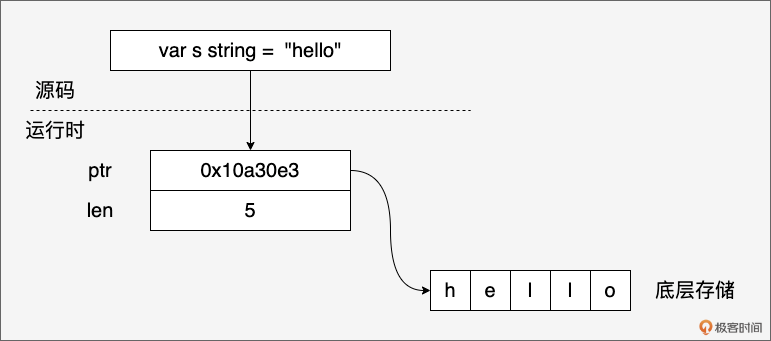 var s string =  "hello"
源码
运行时
ptr 0x10a30e3
len 5
h e l l o 底层存储
极客时间